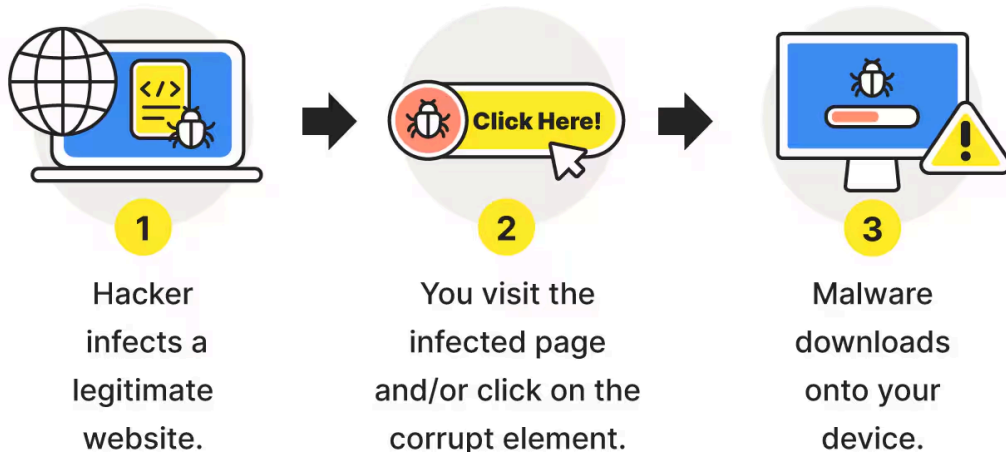 </>
Click Here!
1
2
3
Hacker
infects a
legitimate
website.
You visit the
infected page
and/or click on the
corrupt element.
Malware
downloads
onto your
device.